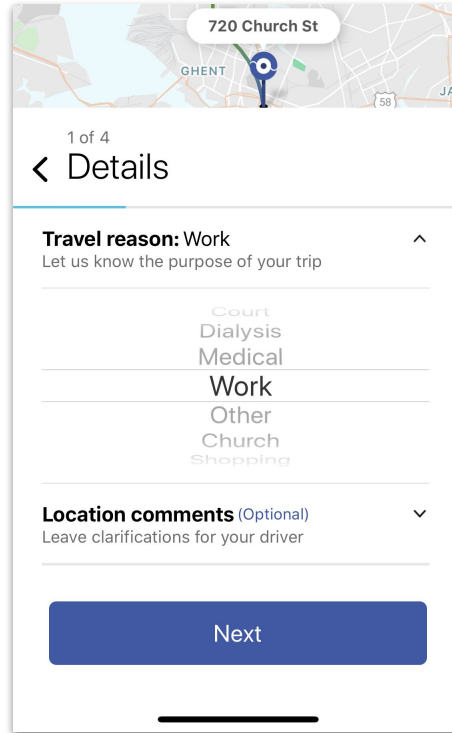 720 Church St
GHENT
58
JA
1 of 4
Details
Travel reason: Work
Let us know the purpose of your trip
Court
Dialysis
Medical
Work
Other
Church
Shopping
Location comments (Optional)
Leave clarifications for your driver
Next